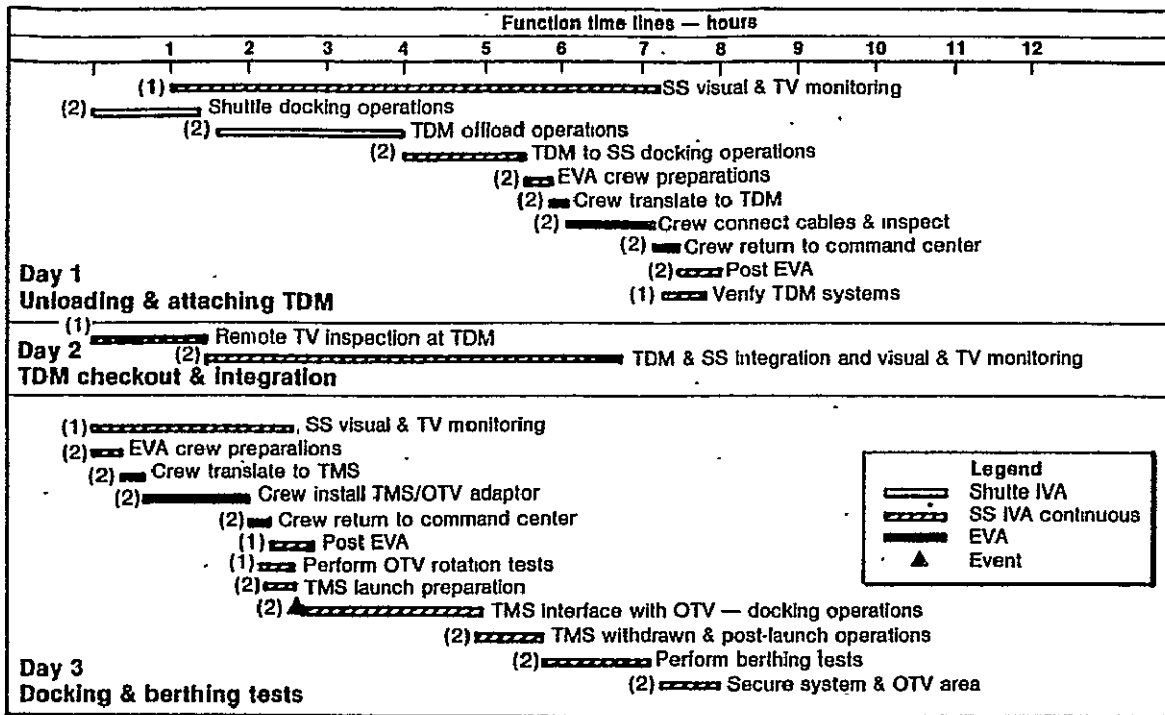 Function time lines — hours
1 2 3 4 5 6 7 8 9 10 11 12
(1) SS visual & TV monitoring
(2) Shuttle docking operations
(2) TDM offload operations
(2) TDM to SS docking operations
(2) EVA crew preparations
(2) Crew translate to TDM
(2) Crew connect cables & inspect
(2) Crew return to command center
(2) Post EVA
(1) Verify TDM systems
Day 1
Unloading & attaching TDM
(1) Remote TV inspection at TDM
(2) TDM & SS integration and visual & TV monitoring
Day 2
TDM checkout & integration
(1) SS visual & TV monitoring
(2) EVA crew preparations
(2) Crew translate to TMS
(2) Crew install TMS/OTV adaptor
(2) Crew return to command center
(1) Post EVA
(1) Perform OTV rotation tests
(2) TMS launch preparation
(2) TMS interface with OTV — docking operations
(2) TMS withdrawn & post-launch operations
(2) Perform berthing tests
(2) Secure system & OTV area
Day 3
Docking & berthing tests
Legend
Shutte IVA
SS IVA continuous
EVA
Event